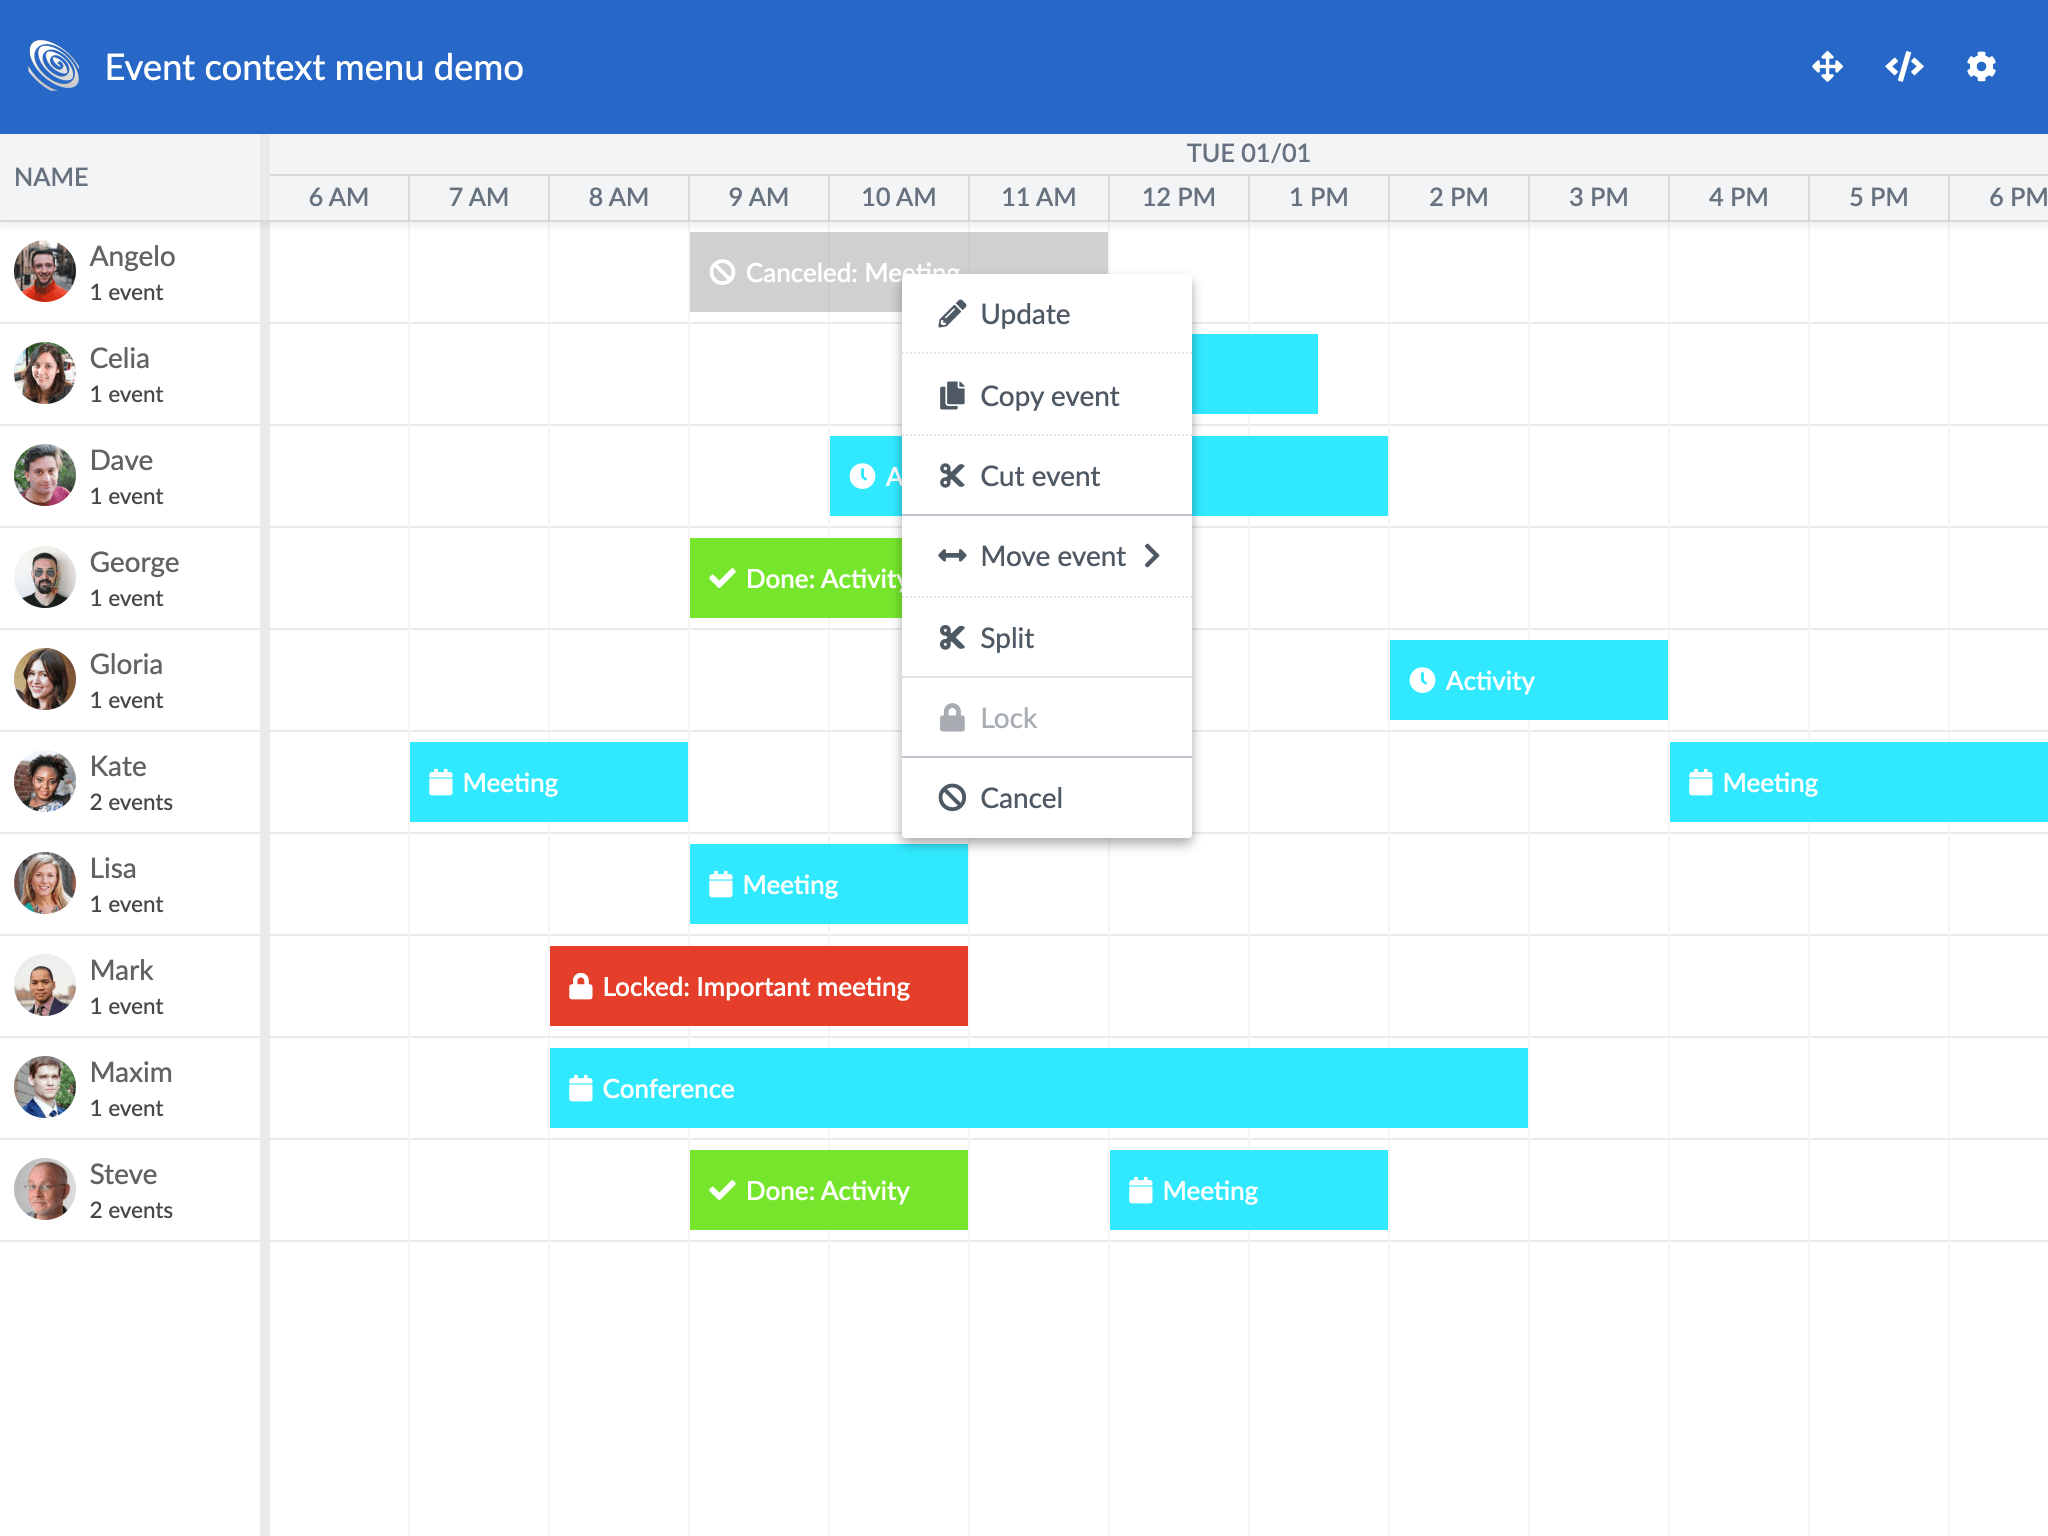 Event context menu demo
NAME
TUE 01/01
6 AM 7 AM 8 AM 9 AM 10 AM 11 AM 12 PM 1 PM 2 PM 3 PM 4 PM 5 PM 6 PM
Angelo
1 event
Canceled: Meeting
Celia
1 event
Dave
1 event
A
George
1 event
Done: Activity
Gloria
1 event
Activity
Kate
2 events
Meeting
Meeting
Lisa
1 event
Meeting
Mark
1 event
Locked: Important meeting
Maxim
1 event
Conference
Steve
2 events
Done: Activity
Meeting
Update
Copy event
Cut event
Move event
Split
Lock
Cancel